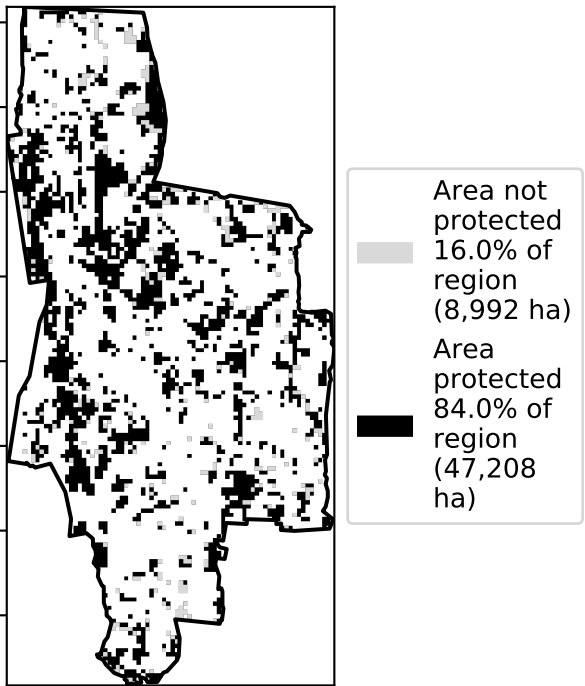 Area not
protected
16.0% of
region
(8,992 ha)
Area
protected
84.0% of
region
(47,208
ha)